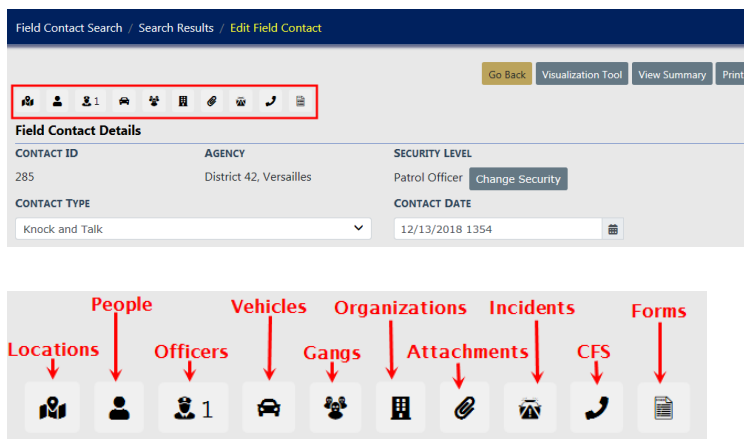 Field Contact Search / Search Results / Edit Field Contact
Go Back Visualization Tool View Summary Print
1
Field Contact Details
CONTACT ID AGENCY SECURITY LEVEL
285 District 42, Versailles Patrol Officer Change Security
CONTACT TYPE CONTACT DATE
Knock and Talk 12/13/2018 1354
People Vehicles Organizations Incidents Forms
Locations Officers Gangs Attachments CFS
1